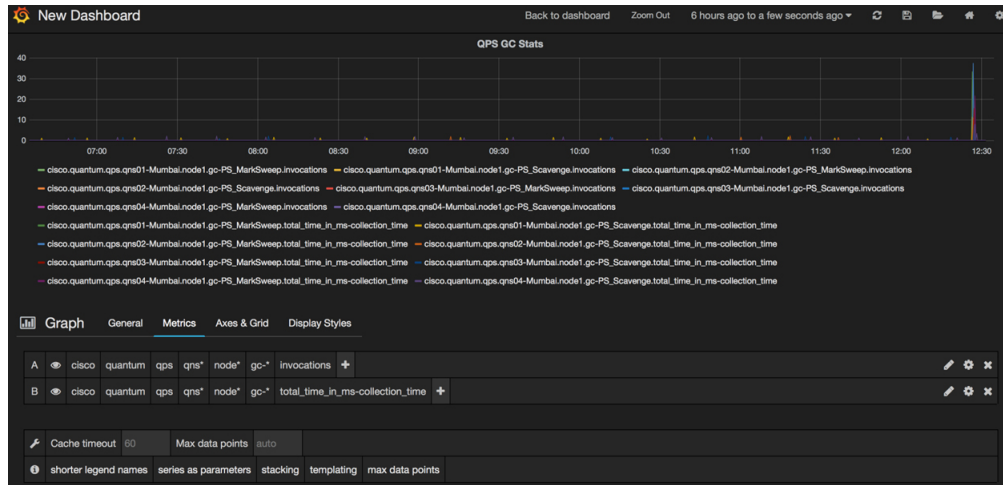 New Dashboard Back to dashboard Zoom Out 6 hours ago to a few seconds ago
QPS GC Stats
40
30
20
10
0
07:00 07:30 08:00 08:30 09:00 09:30 10:00 10:30 11:00 11:30 12:00 12:30
cisco.quantum.qps.qns01-Mumbai.node1.gc-PS_MarkSweep.invocations cisco.quantum.qps.qns01-Mumbai.node1.gc-PS_Scavenge.invocations cisco.quantum.qps.qns02-Mumbai.node1.gc-PS_MarkSweep.invocations
cisco.quantum.qps.qns02-Mumbai.node1.gc-PS_Scavenge.invocations cisco.quantum.qps.qns03-Mumbai.node1.gc-PS_MarkSweep.invocations cisco.quantum.qps.qns03-Mumbai.node1.gc-PS_Scavenge.invocations
cisco.quantum.qps.qns04-Mumbai.node1.gc-PS_MarkSweep.invocations cisco.quantum.qps.qns04-Mumbai.node1.gc-PS_Scavenge.invocations
cisco.quantum.qps.qns01-Mumbai.node1.gc-PS_MarkSweep.total_time_in_ms-collection_time cisco.quantum.qps.qns01-Mumbai.node1.gc-PS_Scavenge.total_time_in_ms-collection_time
cisco.quantum.qps.qns02-Mumbai.node1.gc-PS_MarkSweep.total_time_in_ms-collection_time cisco.quantum.qps.qns02-Mumbai.node1.gc-PS_Scavenge.total_time_in_ms-collection_time
cisco.quantum.qps.qns03-Mumbai.node1.gc-PS_MarkSweep.total_time_in_ms-collection_time cisco.quantum.qps.qns03-Mumbai.node1.gc-PS_Scavenge.total_time_in_ms-collection_time
cisco.quantum.qps.qns04-Mumbai.node1.gc-PS_MarkSweep.total_time_in_ms-collection_time cisco.quantum.qps.qns04-Mumbai.node1.gc-PS_Scavenge.total_time_in_ms-collection_time
Graph General Metrics Axes & Grid Display Styles
A cisco quantum qps qns* node* gc-* invocations +
B cisco quantum qps qns* node* gc-* total_time_in_ms-collection_time +
Cache timeout 60 Max data points auto
shorter legend names series as parameters stacking templating max data points